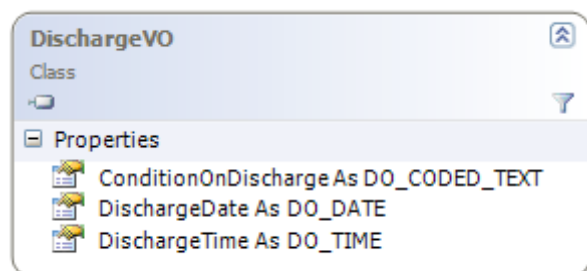 DischargeVO
Class
Properties
ConditionOnDischarge As DO_CODED_TEXT
DischargeDate As DO_DATE
DischargeTime As DO_TIME